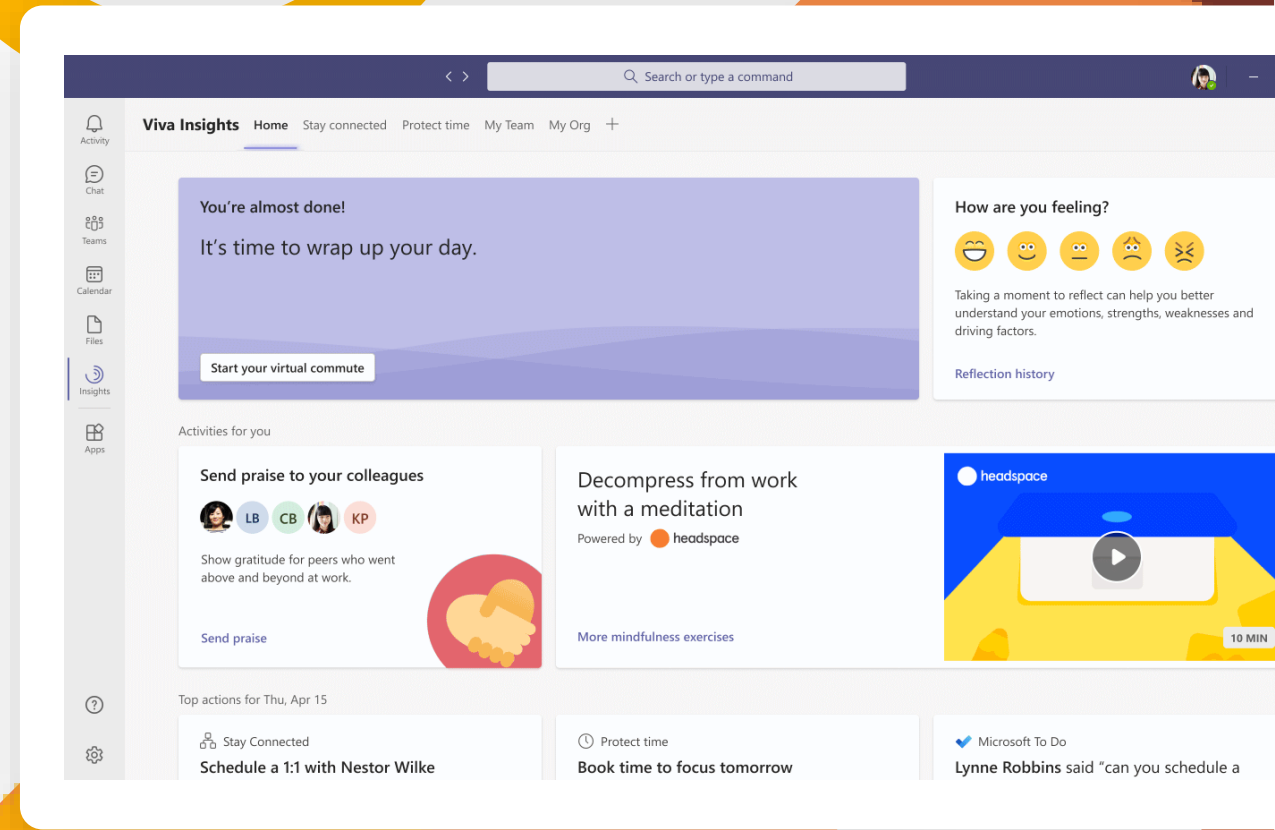 Search or type a command
Viva Insights
Home
Stay connected
Protect time
My Team
My Org
Activity
Chat
Teams
Calendar
Files
Insights
Apps
You're almost done!
It's time to wrap up your day.
Start your virtual commute
How are you feeling?
Taking a moment to reflect can help you better
understand your emotions, strengths, weaknesses and
driving factors.
Reflection history
Activities for you
Send praise to your colleagues
LB
CB
KP
Show gratitude for peers who went
above and beyond at work.
Send praise
Decompress from work
with a meditation
Powered by headspace
More mindfulness exercises
headspace
10 MIN
Top actions for Thu, Apr 15
Stay Connected
Schedule a 1:1 with Nestor Wilke
Protect time
Book time to focus tomorrow
Microsoft To Do
Lynne Robbins said “can you schedule a